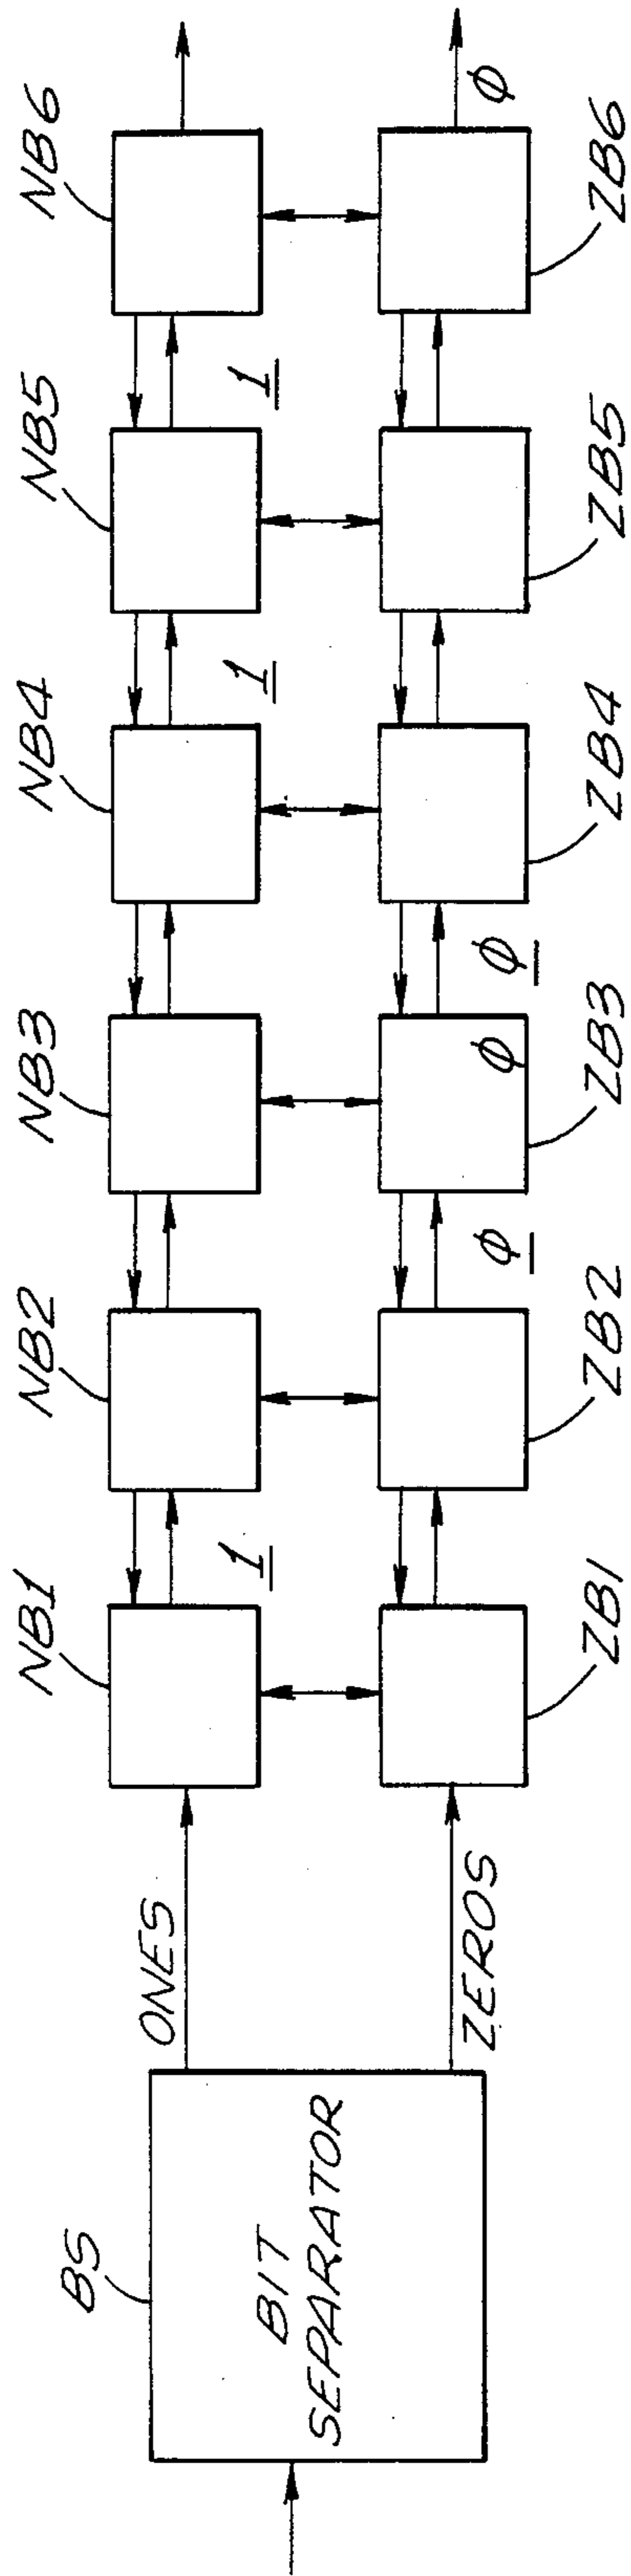 BS
BIT
SEPARATOR
ONES
ZEROS
NB1 NB2 NB3 NB4 NB5 NB6
1 1 1
φ φ φ φ
ZB1 ZB2 ZB3 ZB4 ZB5 ZB6